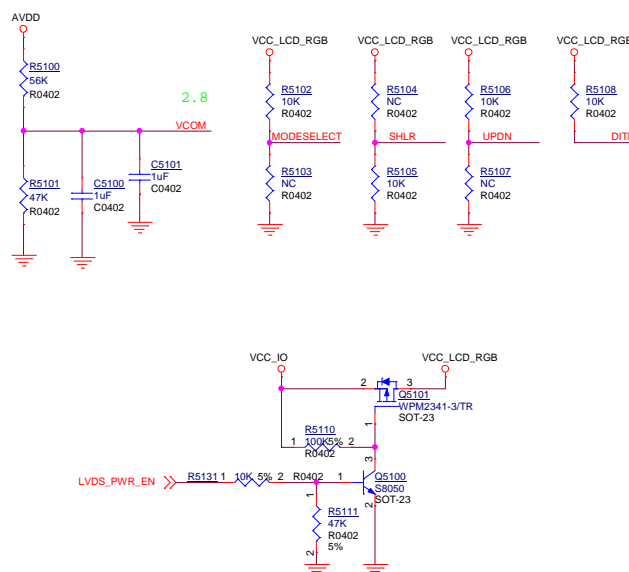 AVDD
R5100
56K
R0402
2.8
VCOM
R5101
47K
R0402
C5100
1uF
C0402
C5101
1uF
C0402
VCC_LCD_RGB
R5102
10K
R0402
MODESELECT
R5103
NC
R0402
VCC_LCD_RGB
R5104
NC
R0402
SHLR
R5105
10K
R0402
VCC_LCD_RGB
R5106
10K
R0402
UPDN
R5107
NC
R0402
VCC_LCD_RGB
R5108
10K
R0402
VCC_IO
VCC_LCD_RGB
2
3
Q5101
WPM2341-3/TR
SOT-23
1
R5110
1 100K 5% 2
R0402
3
LVDS_PWR_EN
R5131 1 10K 5% 2 R0402 1
Q5100
S8050
SOT-23
2
1
R5111
47K
R0402
5%
2